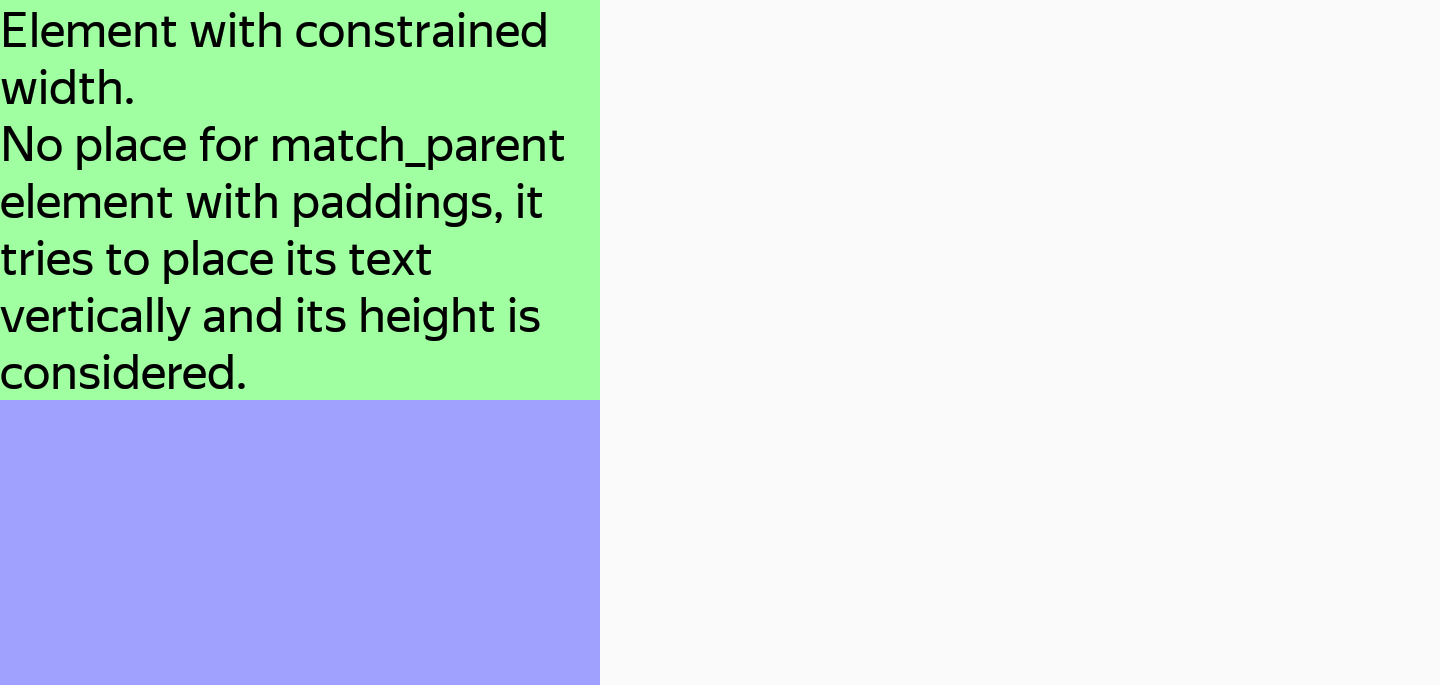 Element with constrained
width.
No place for match_parent
element with paddings, it
tries to place its text
vertically and its height is
considered.